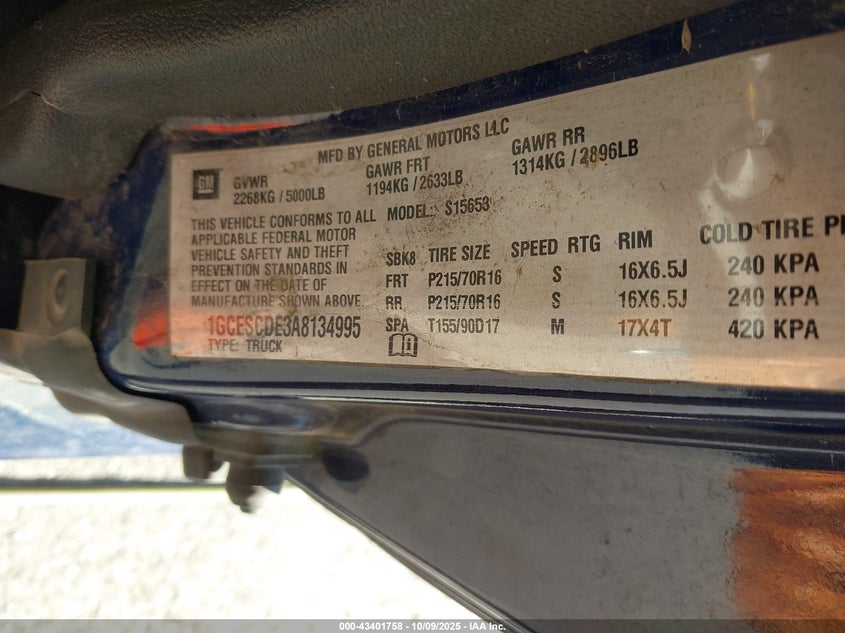 MFD BY GENERAL MOTORS LLC
GM
GVWR
2268KG / 5000LB
GAWR FRT
1194KG / 2633LB
GAWR RR
1314KG / 2896LB
THIS VEHICLE CONFORMS TO ALL
APPLICABLE FEDERAL MOTOR
VEHICLE SAFETY AND THEFT
PREVENTION STANDARDS IN
EFFECT ON THE DATE OF
MANUFACTURE SHOWN ABOVE.
1GCESCDE3A8134995
TYPE: TRUCK
MODEL: S15653
SBK8 TIRE SIZE SPEED RTG RIM COLD TIRE
FRT P215/70R16 S 16X6.5J 240 KPA
RR P215/70R16 S 16X6.5J 240 KPA
SPA T155/90D17 M 17X4T 420 KPA
000-43401758 - 10/09/2025 - IAA Inc.